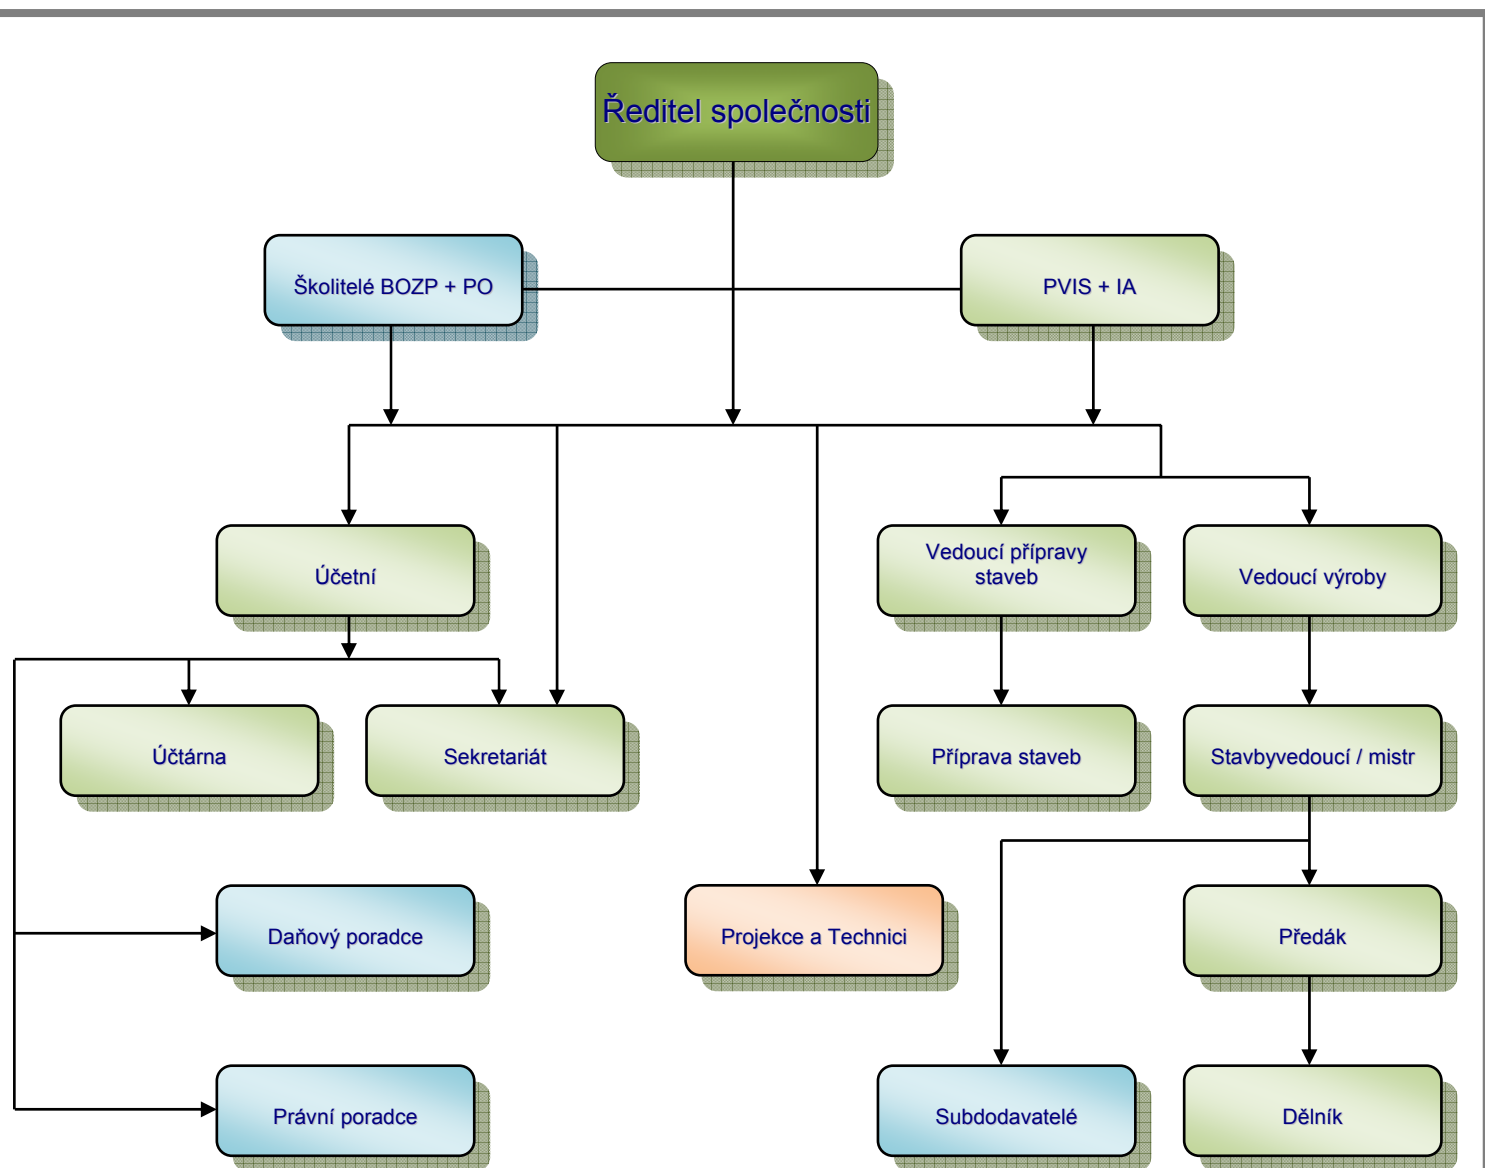 Ředitel společnosti
Školitelé BOZP + PO
PVIS + IA
Účetní
Vedoucí přípravy
staveb
Vedoucí výroby
Účtárna
Sekretariát
Příprava staveb
Stavbyvedoucí / mistr
Daňový poradce
Projekce a Technici
Předák
Právní poradce
Subdodavatelé
Dělník